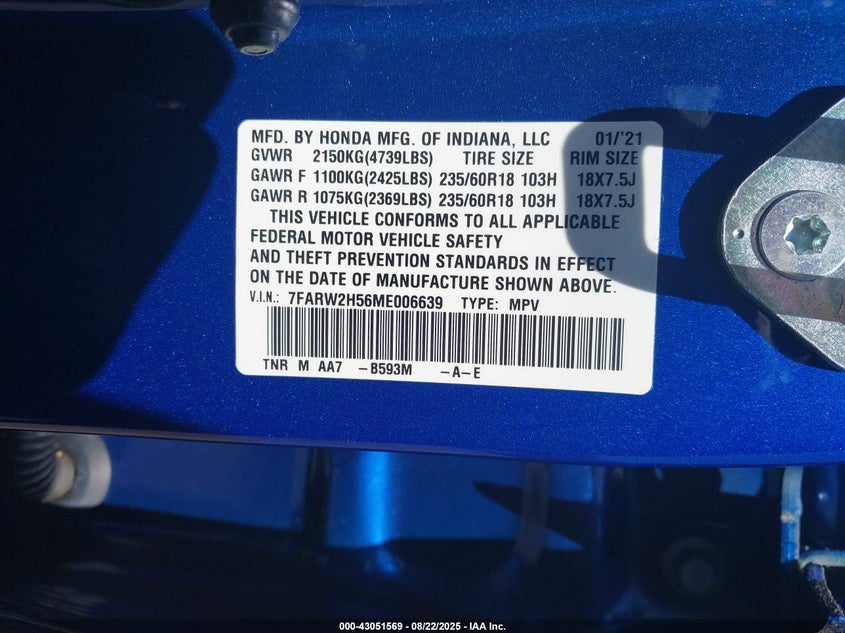 MFD. BY HONDA MFG. OF INDIANA, LLC 01/'21
GVWR 2150KG(4739LBS) TIRE SIZE RIM SIZE
GAWR F 1100KG(2425LBS) 235/60R18 103H 18X7.5J
GAWR R 1075KG(2369LBS) 235/60R18 103H 18X7.5J
THIS VEHICLE CONFORMS TO ALL APPLICABLE
FEDERAL MOTOR VEHICLE SAFETY
AND THEFT PREVENTION STANDARDS IN EFFECT
ON THE DATE OF MANUFACTURE SHOWN ABOVE.
V.I.N.: 7FARW2H56ME006639 TYPE: MPV
TNR M AA7 -B593M -A-E
000-43051569 - 08/22/2025 - IAA Inc.